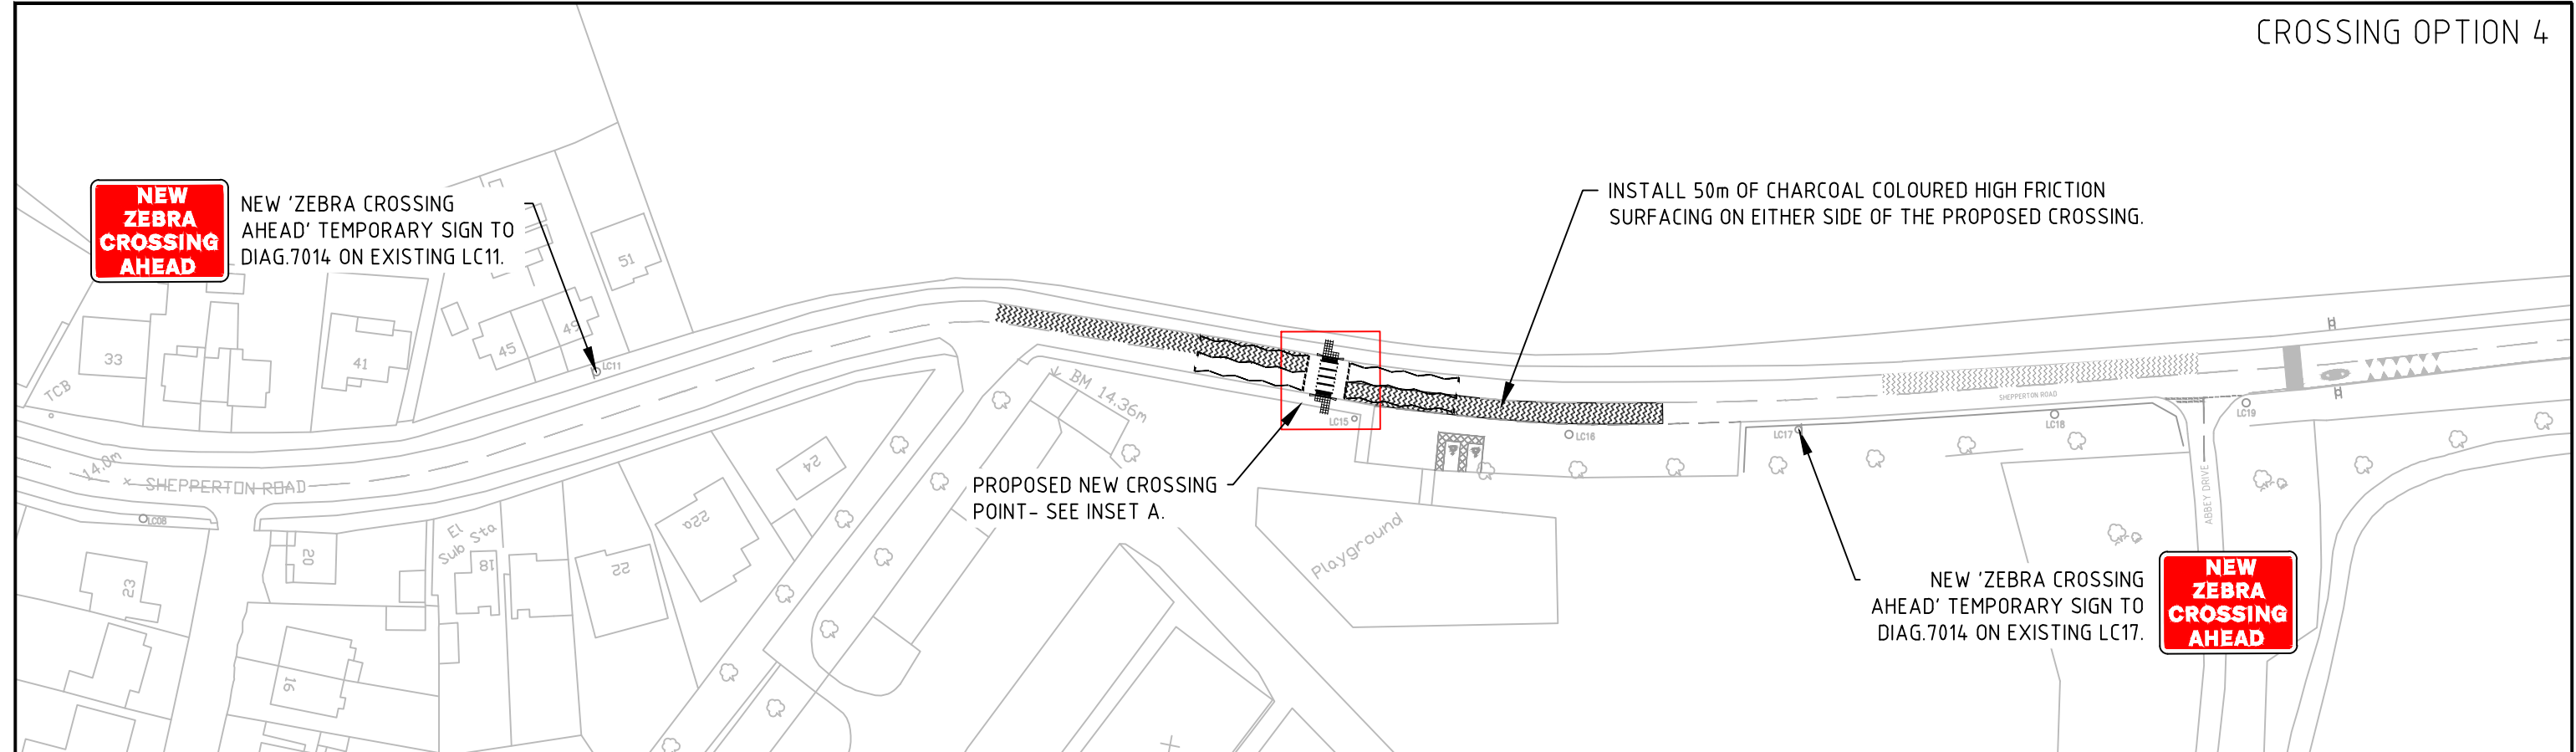 CROSSING OPTION 4
NEW
ZEBRA
CROSSING
AHEAD
NEW 'ZEBRA CROSSING
AHEAD' TEMPORARY SIGN TO
DIAG.7014 ON EXISTING LC11.
INSTALL 50m OF CHARCOAL COLOURED HIGH FRICTION
SURFACING ON EITHER SIDE OF THE PROPOSED CROSSING.
51
49
45
41
33
LC11
TCB
BM 14.36m
LC15
LC16
LC17
LC18
LC19
SHEPPERTON ROAD
14.0m
SHEPPERTON ROAD
LC08
24
22a
22
El
Sub Sta
18
20
23
16
PROPOSED NEW CROSSING
POINT- SEE INSET A.
Playground
ABBEY DRIVE
NEW 'ZEBRA CROSSING
AHEAD' TEMPORARY SIGN TO
DIAG.7014 ON EXISTING LC17.
NEW
ZEBRA
CROSSING
AHEAD